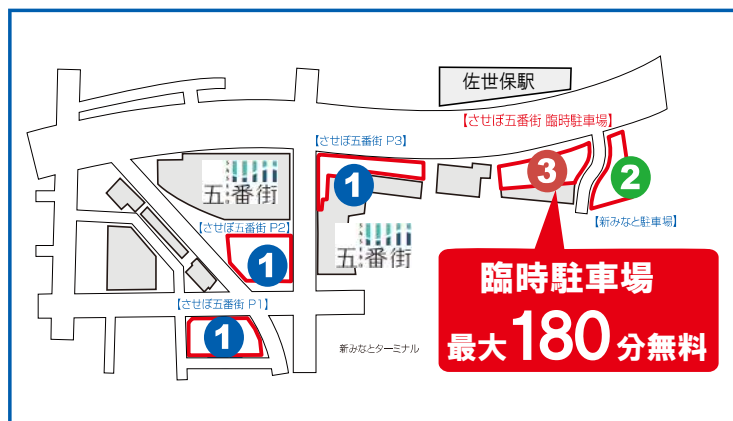 佐世保駅
【させぼ五番街 臨時駐車場】
【させぼ五番街 P3】
3
2
1
五番街
【新みなと駐車場】
【させぼ五番街 P2】
五番街
1
臨時駐車場
最大180分無料
【させぼ五番街 P1】
1
新みなとターミナル